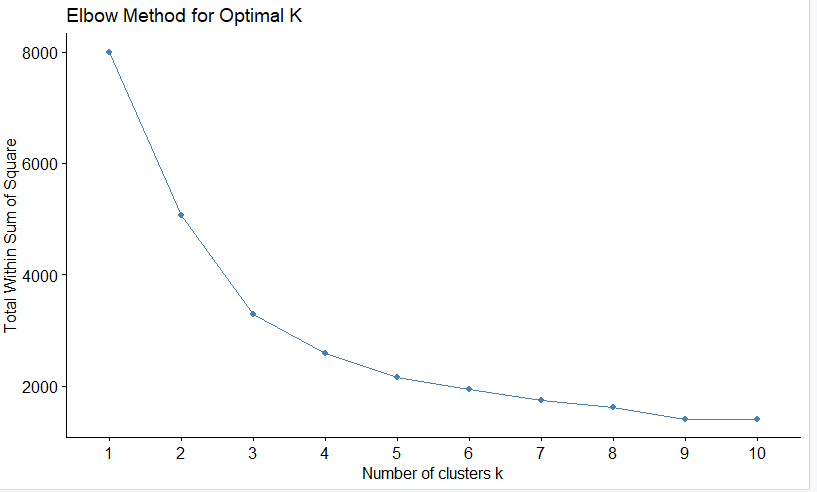 Elbow Method for Optimal K
Total Within Sum of Square
8000
6000
4000
2000
1 2 3 4 5 6 7 8 9 10
Number of clusters k